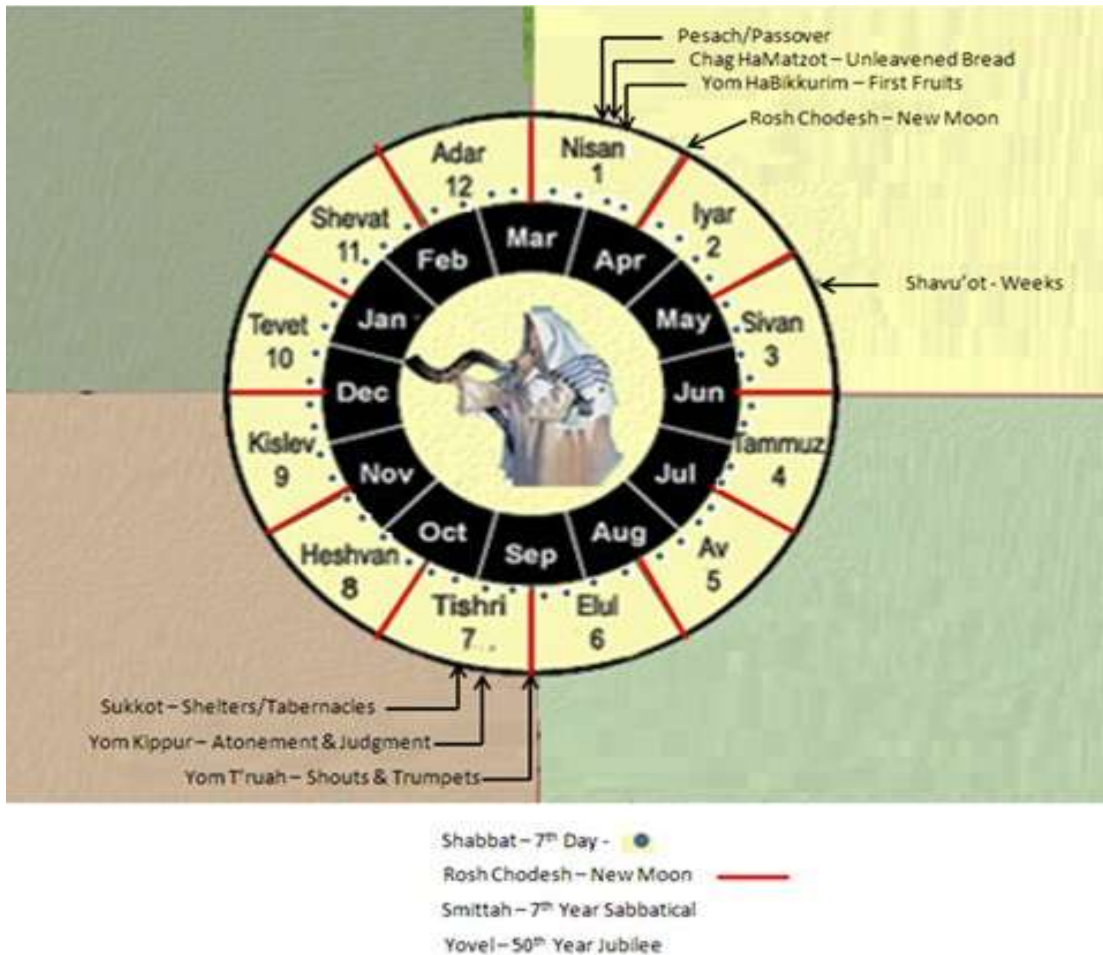 Pesach/Passover
Chag HaMatzot – Unleavened Bread
Yom HaBikkurim – First Fruits
Rosh Chodesh – New Moon
Shavu'ot - Weeks
Nisan
1
Iyar
2
Sivan
3
Tammuz
4
Av
5
Elul
6
Tishri
7...
Heshvan
8
Kislev
9
Tevet
10
Shevat
11
Adar
12
Mar
Apr
May
Jun
Jul
Aug
Sep
Oct
Nov
Dec
Jan
Feb
Sukkot – Shelters/Tabernacles
Yom Kippur – Atonement & Judgment
Yom T'ruah – Shouts & Trumpets
Shabbat – 7th Day -
Rosh Chodesh – New Moon
Smittah – 7th Year Sabbatical
Yovel – 50th Year Jubilee